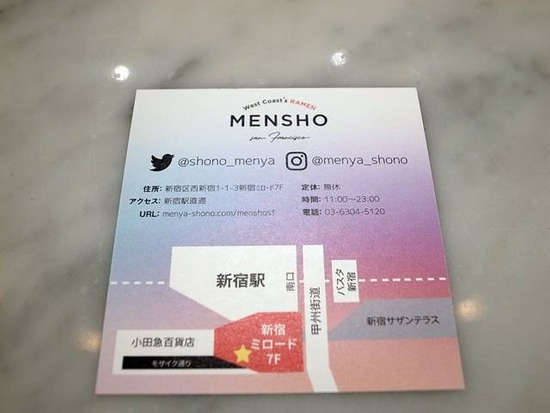 West Coast's RAMEN
MENSHO
San Francisco
@shono_menya
@menya_shono
住所: 新宿区西新宿1-1-3新宿ミロード7F
アクセス: 新宿駅直通
URL: menya-shono.com/menshosf
定休: 無休
時間: 11:00~23:00
電話: 03-6304-5120
新宿駅
南口
甲州街道
バスタ
新宿
新宿サザンテラス
小田急百貨店
モザイク通り
新宿
ミロード
7F